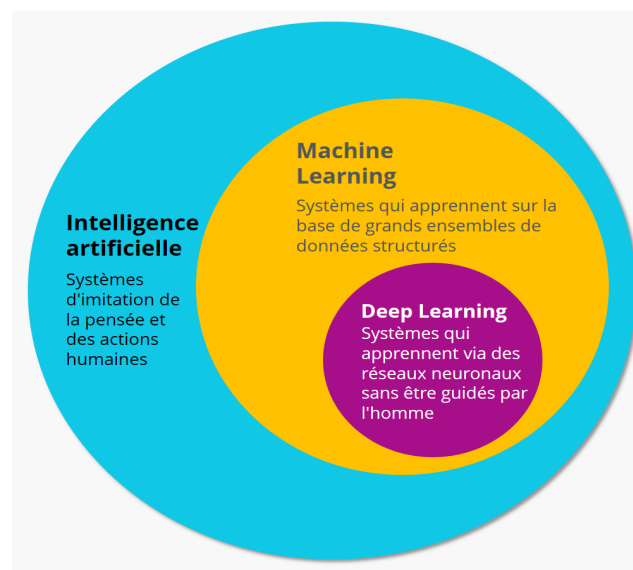 Machine
Learning
Systèmes qui apprennent sur la
base de grands ensembles de
données structurés
Intelligence
artificielle
Systèmes
d'imitation de
la pensée et
des actions
humaines
Deep Learning
Systèmes qui
apprennent via des
réseaux neuronaux
sans être guidés par
l'homme